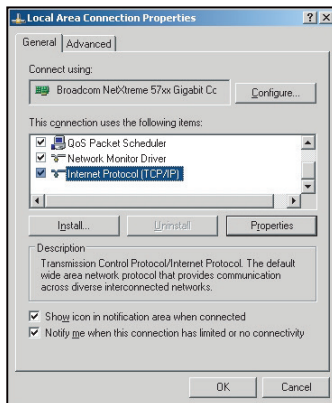 Local Area Connection Properties
General
Advanced
Connect using:
Broadcom NetXtreme 57xx Gigabit Cc
Configure...
This connection uses the following items:
QoS Packet Scheduler
Network Monitor Driver
Internet Protocol (TCP/IP)
Install...
Uninstall
Properties
Description
Transmission Control Protocol/Internet Protocol. The default
wide area network protocol that provides communication
across diverse interconnected networks.
Show icon in notification area when connected
Notify me when this connection has limited or no connectivity
OK
Cancel